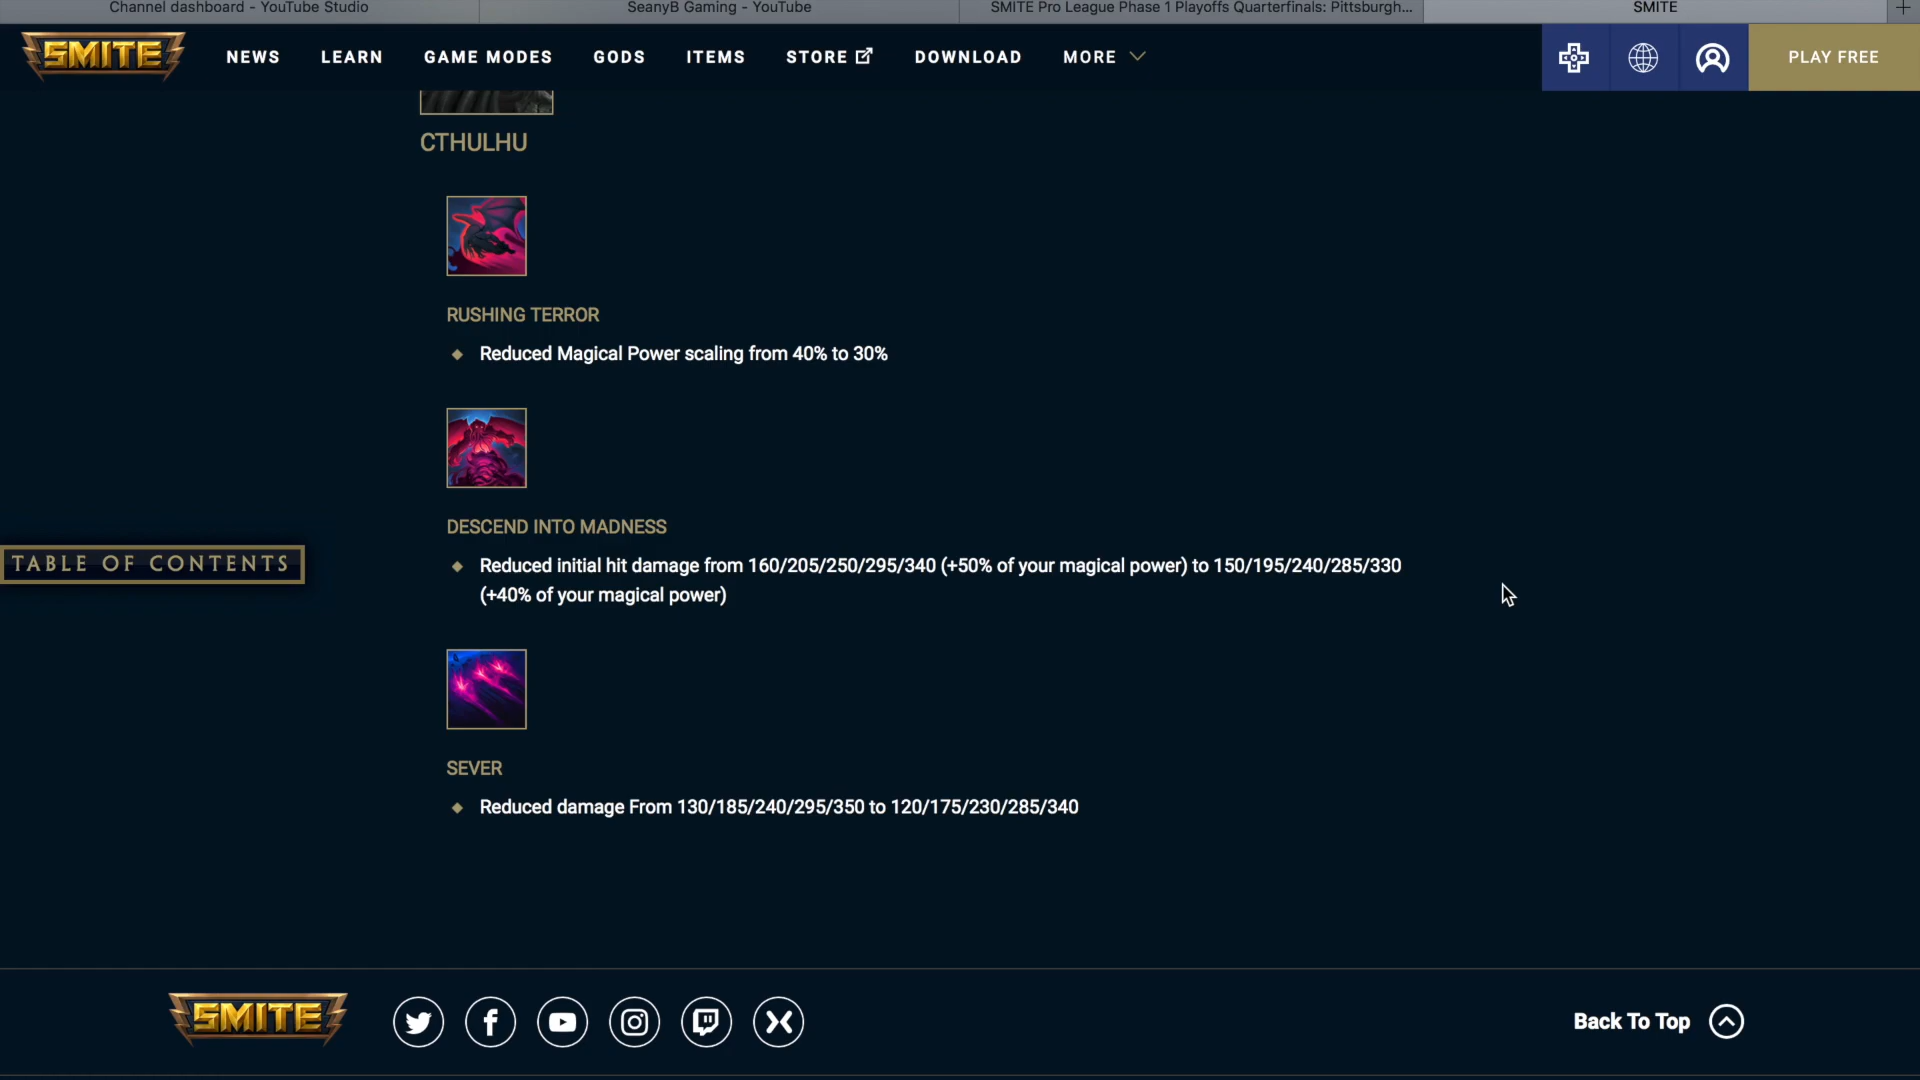 Channel dashboard - YouTube Studio
SeanyB Gaming - YouTube
SMITE Pro League Phase 1 Playoffs Quarterfinals: Pittsburgh...
SMITE
SMITE
NEWS
LEARN
GAME MODES
GODS
ITEMS
STORE
DOWNLOAD
MORE
PLAY FREE
CTHULHU
RUSHING TERROR
Reduced Magical Power scaling from 40% to 30%
DESCEND INTO MADNESS
TABLE OF CONTENTS
Reduced initial hit damage from 160/205/250/295/340 (+50% of your magical power) to 150/195/240/285/330
(+40% of your magical power)
SEVER
Reduced damage From 130/185/240/295/350 to 120/175/230/285/340
SMITE
Back To Top